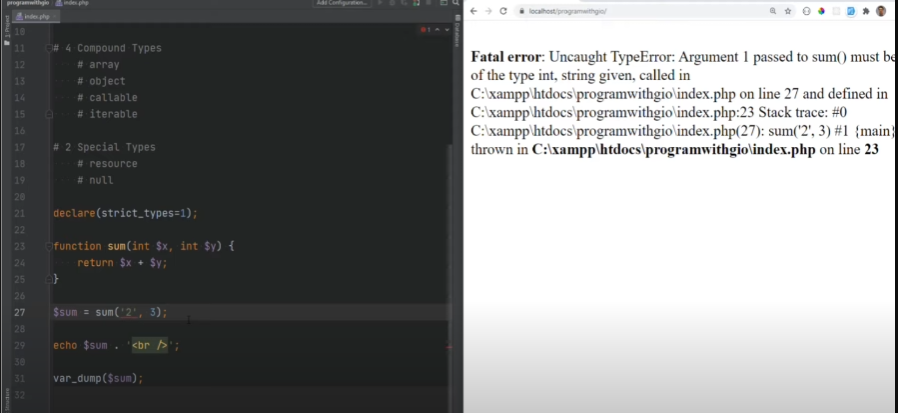 programwithgio
index.php
Add Configuration...
index.php
1: Project
10
11 # 4 Compound Types
12 # array
13 # object
14 # callable
15 # iterable
16
17 # 2 Special Types
18 # resource
19 # null
20
21 declare(strict_types=1);
22
23 function sum(int $x, int $y) {
24 return $x + $y;
25 }
26
27 $sum = sum('2', 3);
28
29 echo $sum . '<br />';
30
31 var_dump($sum);
32
Structure
Database
localhost/programwithgio/
Fatal error: Uncaught TypeError: Argument 1 passed to sum() must be
of the type int, string given, called in
C:\xampp\htdocs\programwithgio\index.php on line 27 and defined in
C:\xampp\htdocs\programwithgio\index.php:23 Stack trace: #0
C:\xampp\htdocs\programwithgio\index.php(27): sum('2', 3) #1 {main}
thrown in C:\xampp\htdocs\programwithgio\index.php on line 23